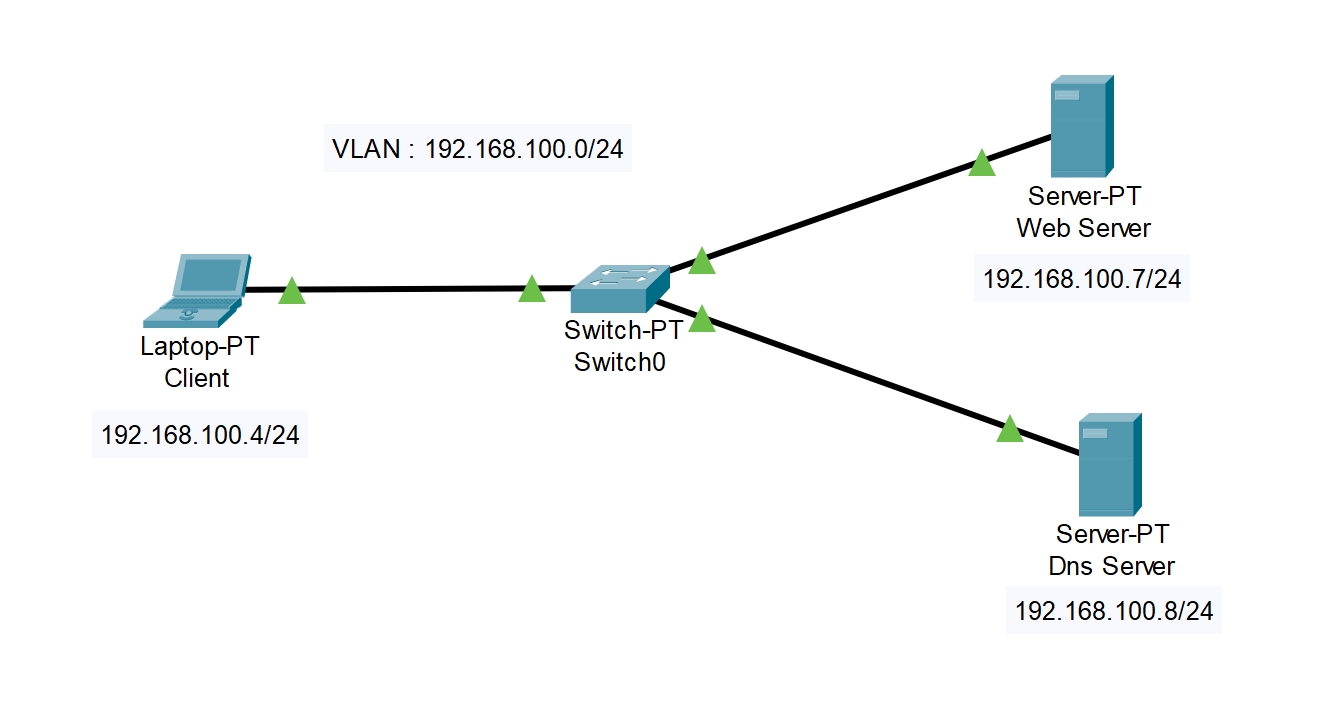 VLAN : 192.168.100.0/24
Server-PT
Web Server
192.168.100.7/24
Switch-PT
Switch0
Laptop-PT
Client
192.168.100.4/24
Server-PT
Dns Server
192.168.100.8/24